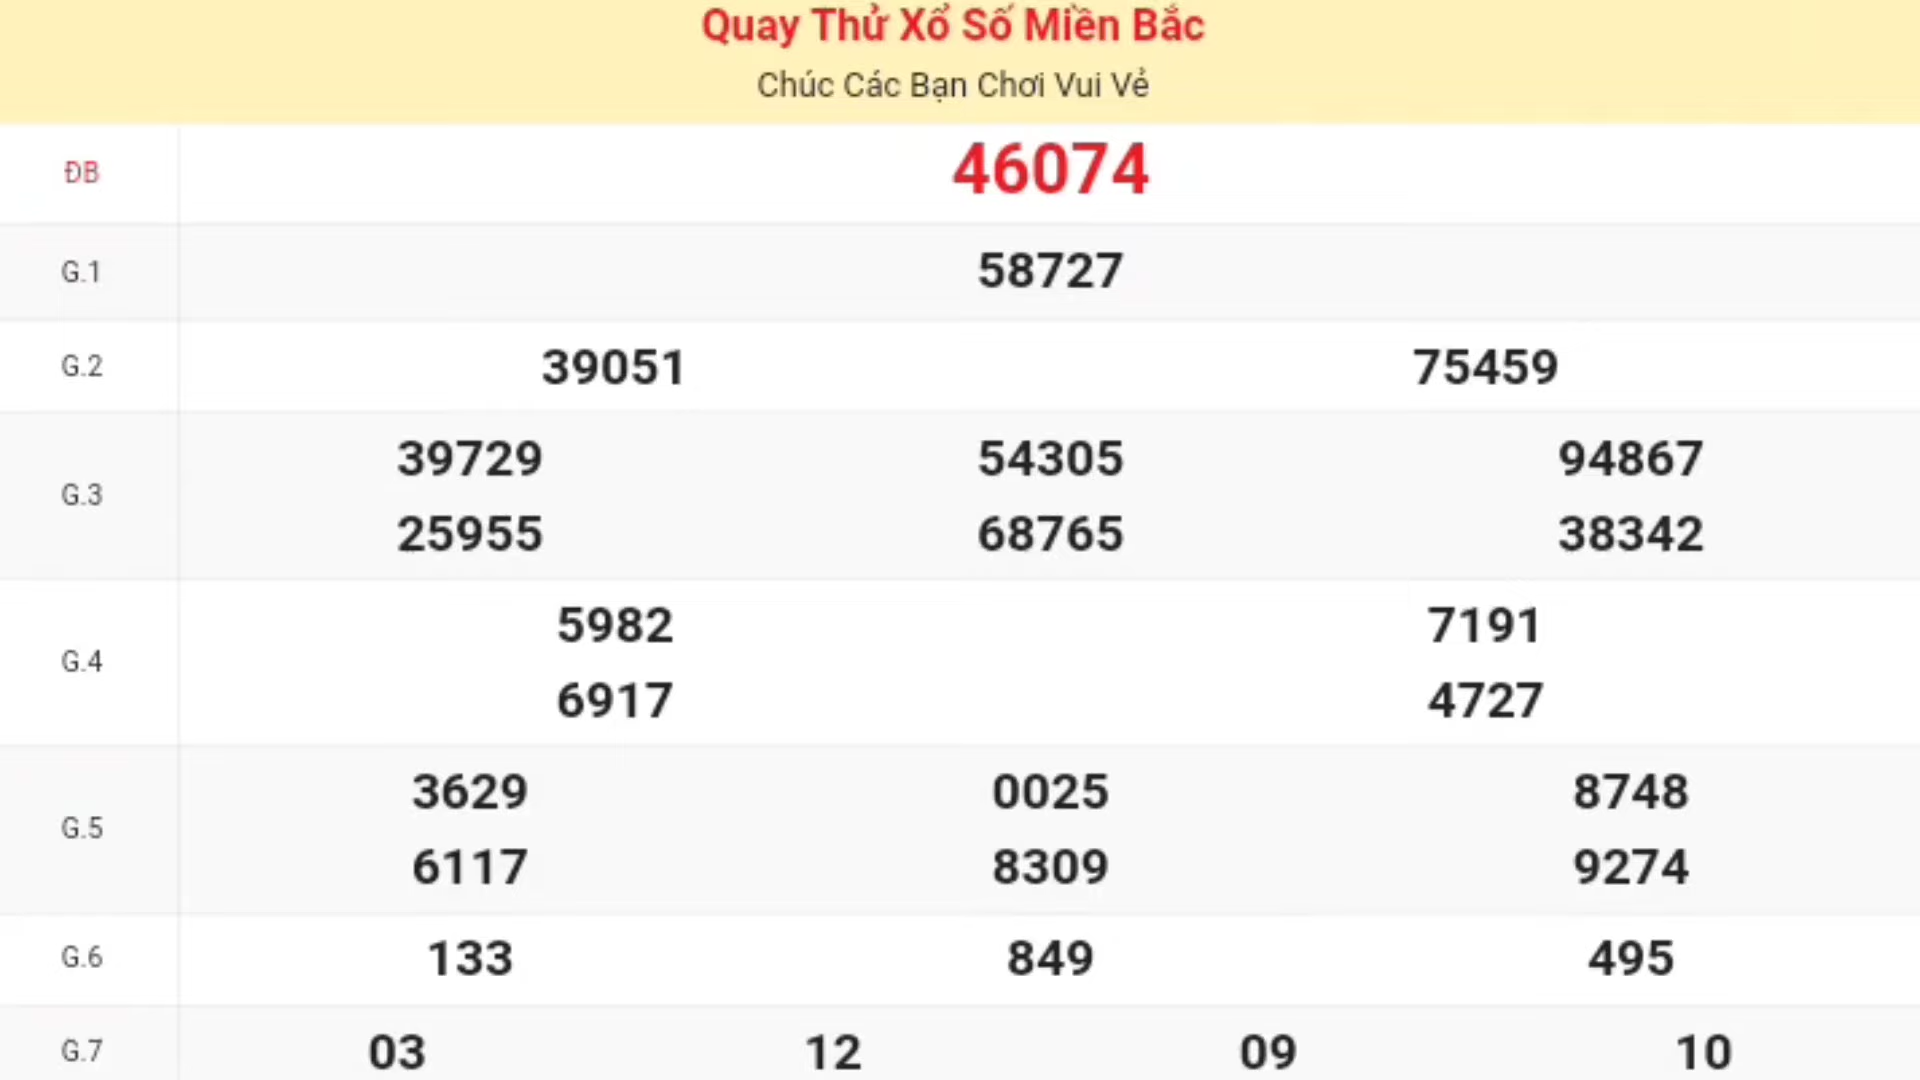 Quay Thử Xổ Số Miền Bắc
Chúc Các Bạn Chơi Vui Vẻ
ĐB 46074
G.1 58727
G.2 39051 75459
G.3 39729 54305 94867
25955 68765 38342
G.4 5982 7191
6917 4727
G.5 3629 0025 8748
6117 8309 9274
G.6 133 849 495
G.7 03 12 09 10